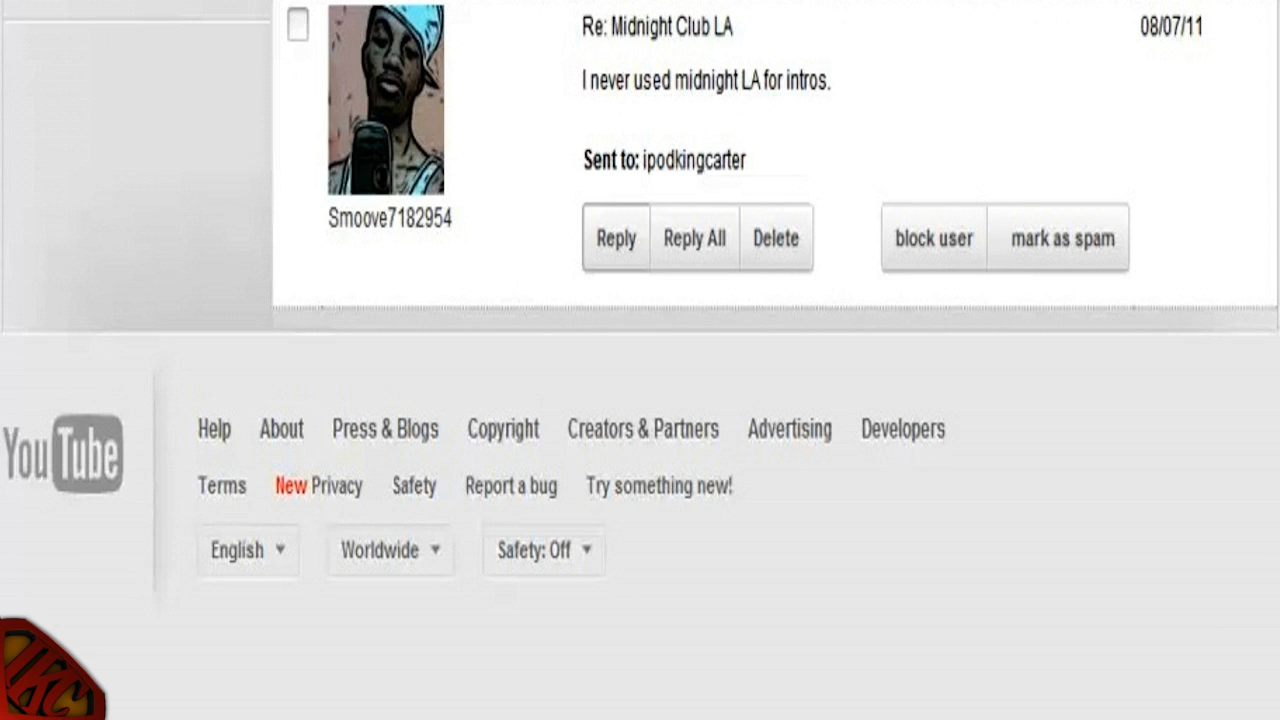 Re: Midnight Club LA 08/07/11
I never used midnight LA for intros.
Sent to: ipodkingcarter
Smoove7182954
Reply Reply All Delete block user mark as spam
YouTube
Help About Press & Blogs Copyright Creators & Partners Advertising Developers
Terms New Privacy Safety Report a bug Try something new!
English Worldwide Safety: Off